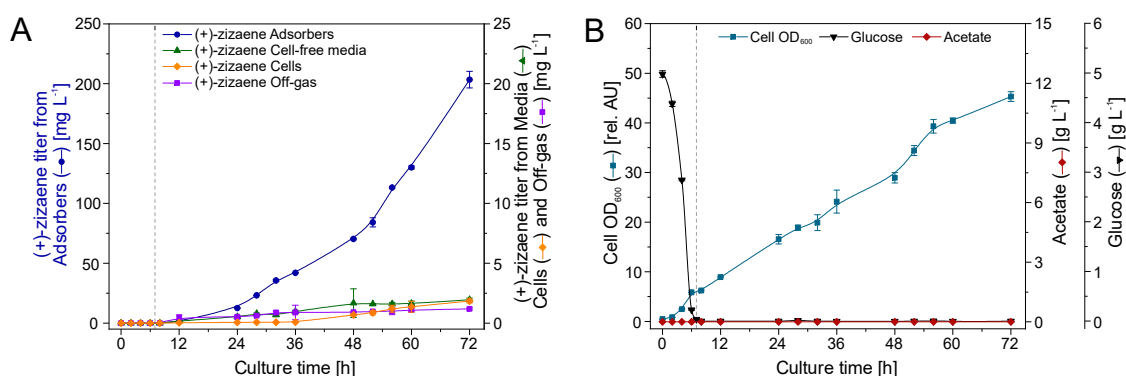 A
(+)-zizaene titer from
Adsorbers ( ) [mg L⁻¹]
250
200
150
100
50
0
(+)-zizaene Adsorbers
(+)-zizaene Cell-free media
(+)-zizaene Cells
(+)-zizaene Off-gas
25
20
15
10
5
0
(+)-zizaene titer from Media ( )
Cells ( ) and Off-gas ( ) [mg L⁻¹]
0 12 24 36 48 60 72
Culture time [h]
B
Cell OD₆₀₀ ( ) [rel. AU]
60
50
40
30
20
10
0
Cell OD₆₀₀ Glucose Acetate
15
12
9
6
3
0
Acetate ( ) [g L⁻¹]
6
5
4
3
2
1
0
Glucose ( ) [g L⁻¹]
0 12 24 36 48 60 72
Culture time [h]